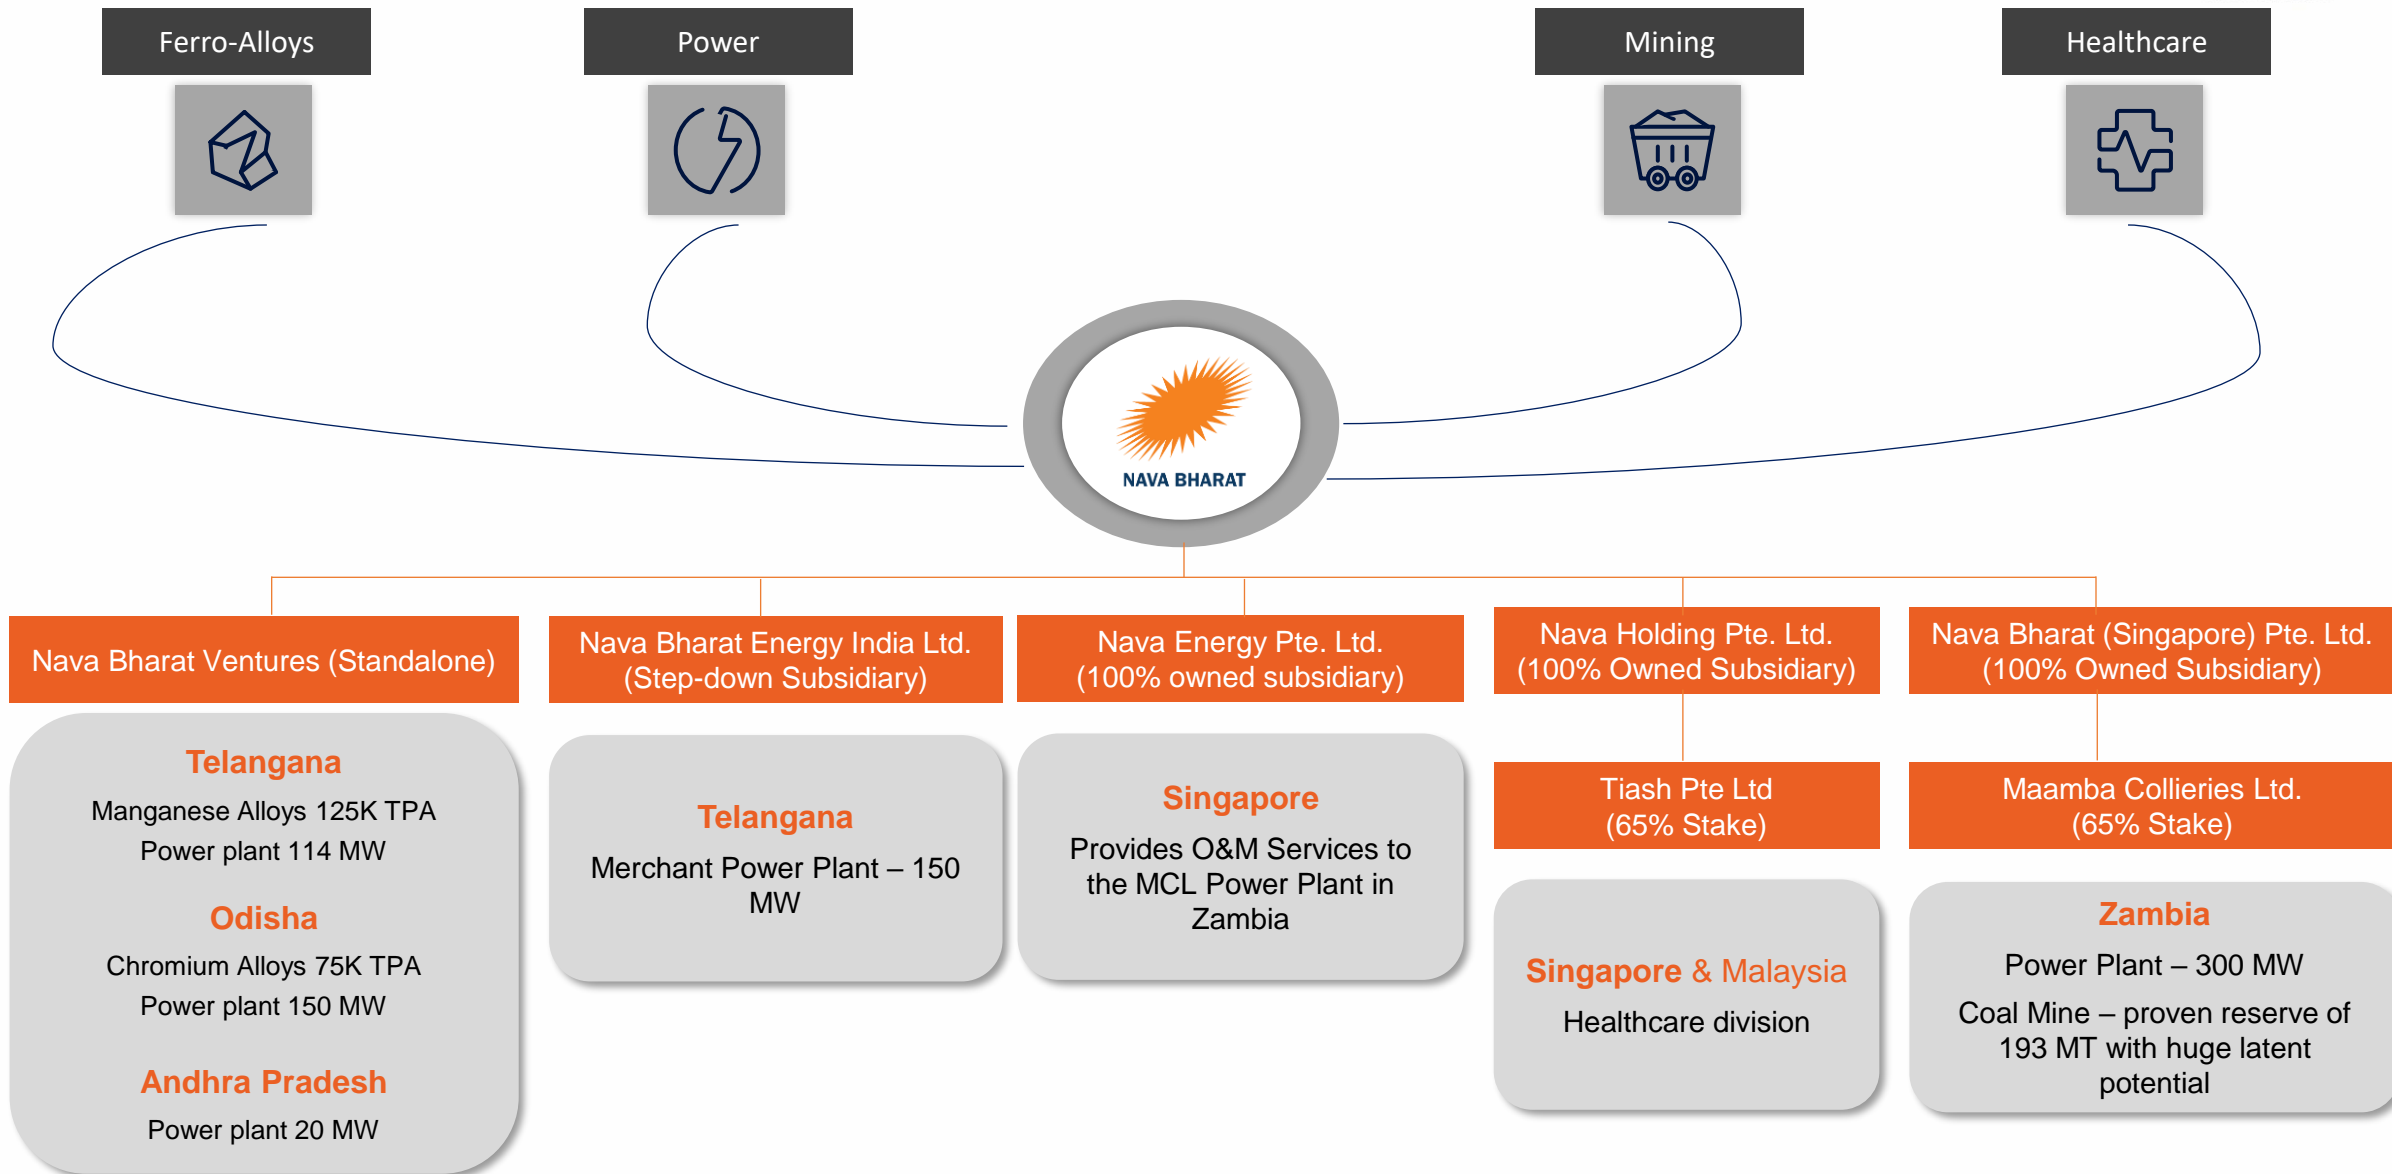 Ferro-Alloys
Power
Mining
Healthcare
NAVA BHARAT
Nava Bharat Ventures (Standalone)
Telangana
Manganese Alloys 125K TPA
Power plant 114 MW
Odisha
Chromium Alloys 75K TPA
Power plant 150 MW
Andhra Pradesh
Power plant 20 MW
Nava Bharat Energy India Ltd.
(Step-down Subsidiary)
Telangana
Merchant Power Plant – 150
MW
Nava Energy Pte. Ltd.
(100% owned subsidiary)
Singapore
Provides O&M Services to
the MCL Power Plant in
Zambia
Nava Holding Pte. Ltd.
(100% Owned Subsidiary)
Tiash Pte Ltd
(65% Stake)
Singapore & Malaysia
Healthcare division
Nava Bharat (Singapore) Pte. Ltd.
(100% Owned Subsidiary)
Maamba Collieries Ltd.
(65% Stake)
Zambia
Power Plant – 300 MW
Coal Mine – proven reserve of
193 MT with huge latent
potential